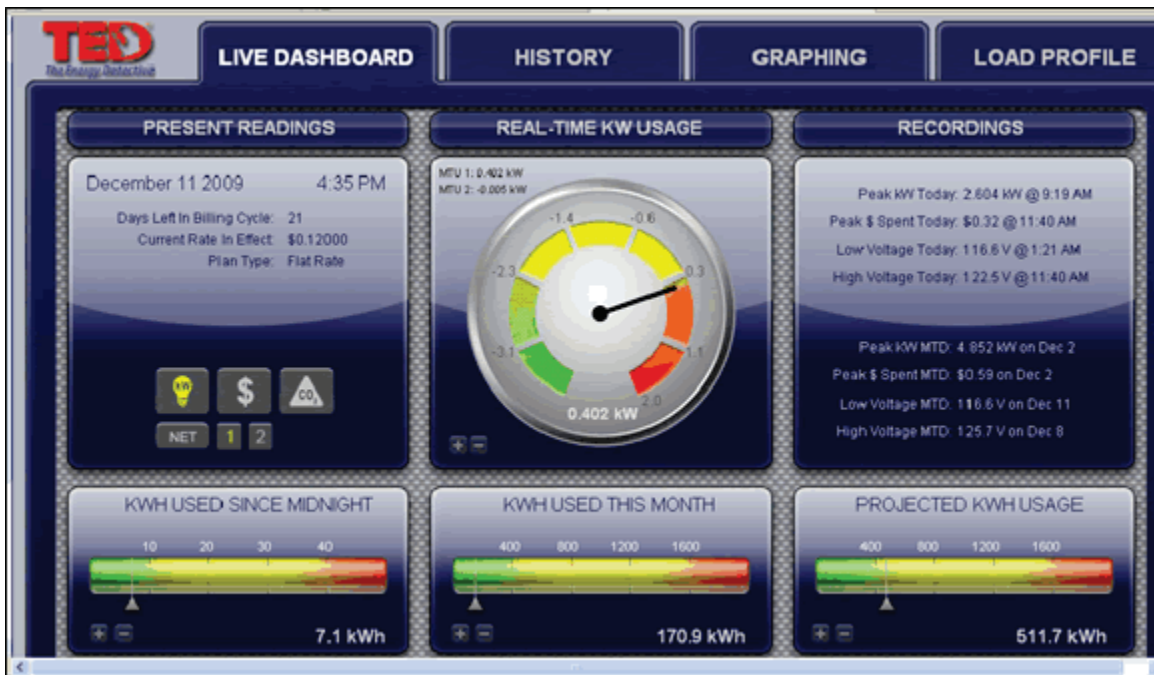 TED
The Energy Detective
LIVE DASHBOARD
HISTORY
GRAPHING
LOAD PROFILE
PRESENT READINGS
December 11 2009 4:35 PM
Days Left In Billing Cycle: 21
Current Rate In Effect: $0.12000
Plan Type: Flat Rate
kW $ CO2
NET 1 2
REAL-TIME KW USAGE
MTU 1: 0.402 kW
MTU 2: -0.005 kW
-1.4 -0.6
-2.3 0.3
-3.1 1.1
2.0
0.402 kW
+ -
RECORDINGS
Peak kW Today: 2.604 kW @ 9:19 AM
Peak $ Spent Today: $0.32 @ 11:40 AM
Low Voltage Today: 116.6 V @ 1:21 AM
High Voltage Today: 122.5 V @ 11:40 AM
Peak kW MTD: 4.852 kW on Dec 2
Peak $ Spent MTD: $0.59 on Dec 2
Low Voltage MTD: 116.6 V on Dec 11
High Voltage MTD: 125.7 V on Dec 8
KWH USED SINCE MIDNIGHT
10 20 30 40
+ - 7.1 kWh
KWH USED THIS MONTH
400 800 1200 1600
+ - 170.9 kWh
PROJECTED KWH USAGE
400 800 1200 1600
+ - 511.7 kWh